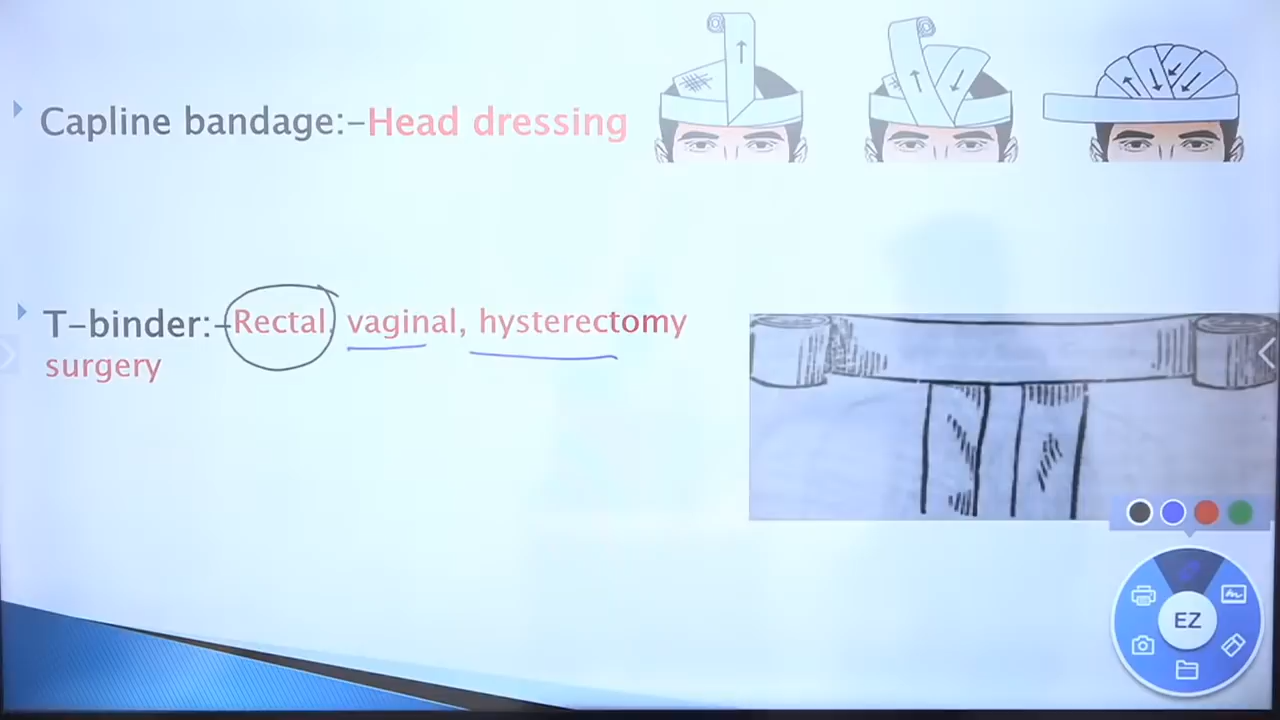 Capline bandage:-Head dressing
T-binder:-Rectal, vaginal, hysterectomy
surgery
EZ